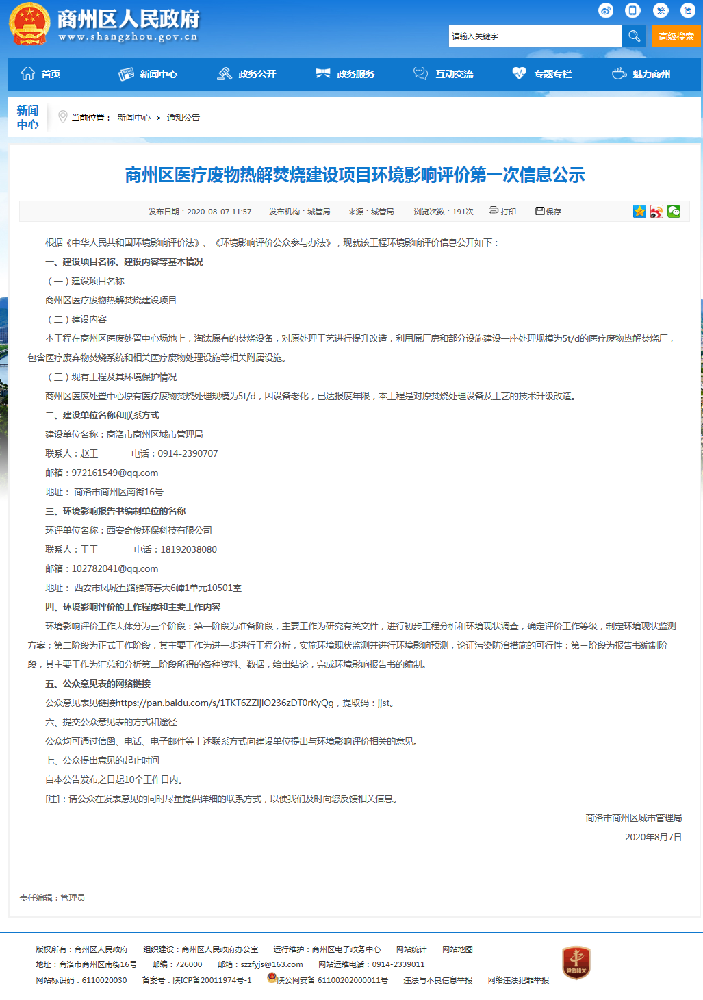 商州区人民政府
www.shangzhou.gov.cn
繁 简
请输入关键字
高级搜索
首页 新闻中心 政务公开 政务服务 互动交流 专题专栏 魅力商州
新闻中心
当前位置： 新闻中心 > 通知公告
商州区医疗废物热解焚烧建设项目环境影响评价第一次信息公示
发布日期：2020-08-07 11:57 发布机构：城管局 来源：城管局 浏览次数：191次 打印 保存
根据《中华人民共和国环境影响评价法》、《环境影响评价公众参与办法》，现就该工程环境影响评价信息公开如下：
一、建设项目名称、建设内容等基本情况
（一）建设项目名称
商州区医疗废物热解焚烧建设项目
（二）建设内容
本工程在商州区医废处置中心场地上，淘汰原有的焚烧设备，对原处理工艺进行提升改造，利用原厂房和部分设施建设一座处理规模为5t/d的医疗废物热解焚烧厂，
包含医疗废弃物焚烧系统和相关医疗废物处理设施等相关附属设施。
（三）现有工程及其环境保护情况
商州区医废处置中心原有医疗废物焚烧处理规模为5t/d，因设备老化，已达报废年限，本工程是对原焚烧处理设备及工艺的技术升级改造。
二、建设单位名称和联系方式
建设单位名称：商洛市商州区城市管理局
联系人：赵工 电话：0914-2390707
邮箱：972161549@qq.com
地址： 商洛市商州区南街16号
三、环境影响报告书编制单位的名称
环评单位名称：西安奇俊环保科技有限公司
联系人：王工 电话：18192038080
邮箱：102782041@qq.com
地址： 西安市凤城五路雅荷春天6幢1单元10501室
四、环境影响评价的工作程序和主要工作内容
环境影响评价工作大体分为三个阶段：第一阶段为准备阶段，主要工作为研究有关文件，进行初步工程分析和环境现状调查，确定评价工作等级，制定环境现状监测
方案；第二阶段为正式工作阶段，其主要工作为进一步进行工程分析，实施环境现状监测并进行环境影响预测，论证污染防治措施的可行性；第三阶段为报告书编制阶
段，其主要工作为汇总和分析第二阶段所得的各种资料、数据，给出结论，完成环境影响报告书的编制。
五、公众意见表的网络链接
公众意见表见链接https://pan.baidu.com/s/1TKT6ZZljiO236zDT0rKyQg，提取码：jjst。
六、提交公众意见表的方式和途径
公众均可通过信函、电话、电子邮件等上述联系方式向建设单位提出与环境影响评价相关的意见。
七、公众提出意见的起止时间
自本公告发布之日起10个工作日内。
[注]：请公众在发表意见的同时尽量提供详细的联系方式，以便我们及时向您反馈相关信息。
商洛市商州区城市管理局
2020年8月7日
责任编辑：管理员
版权所有：商州区人民政府 组织建设：商州区人民政府办公室 运行维护：商州区电子政务中心 网站统计 网站地图
地址：商洛市商州区南街16号 邮编：726000 邮箱：szzfyjs@163.com 网站运维电话：0914-2339011
网站标识码：6110020030 备案号：陕ICP备20011974号-1 陕公网安备 61100202000011号 违法与不良信息举报 网络违法犯罪举报
党政机关